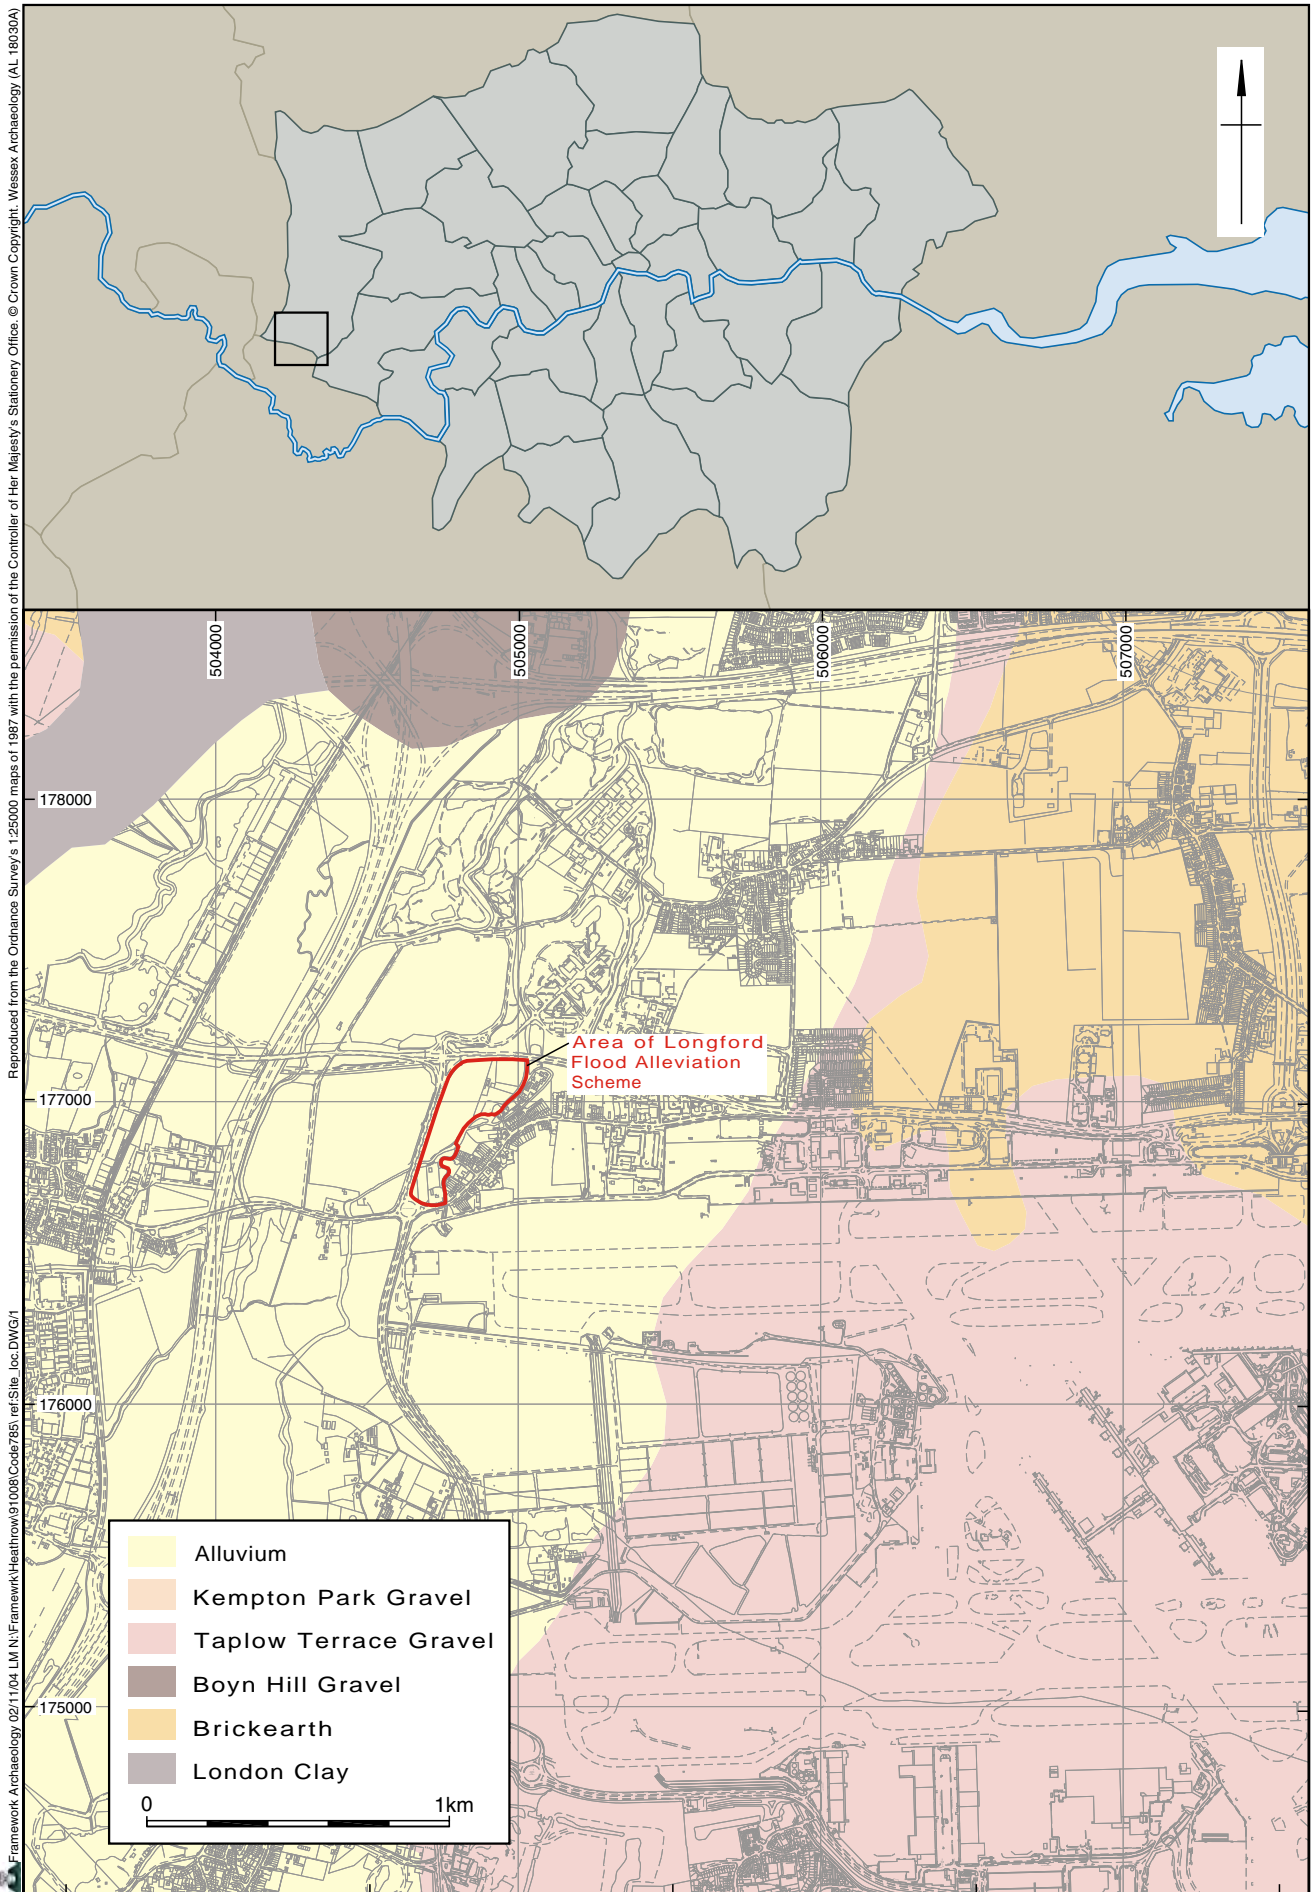 Reproduced from the Ordnance Survey's 1:25000 maps of 1987 with the permission of the Controller of Her Majesty's Stationery Office. © Crown Copyright. Wessex Archaeology (AL 18030A)
Framework Archaeology 02/11/04 LM N:\Framewrk\Heathrow\91008\Code785\ ref:Site_loc.DWG/1
504000
505000
506000
507000
178000
177000
176000
175000
Area of Longford
Flood Alleviation
Scheme
Alluvium
Kempton Park Gravel
Taplow Terrace Gravel
Boyn Hill Gravel
Brickearth
London Clay
0 1km